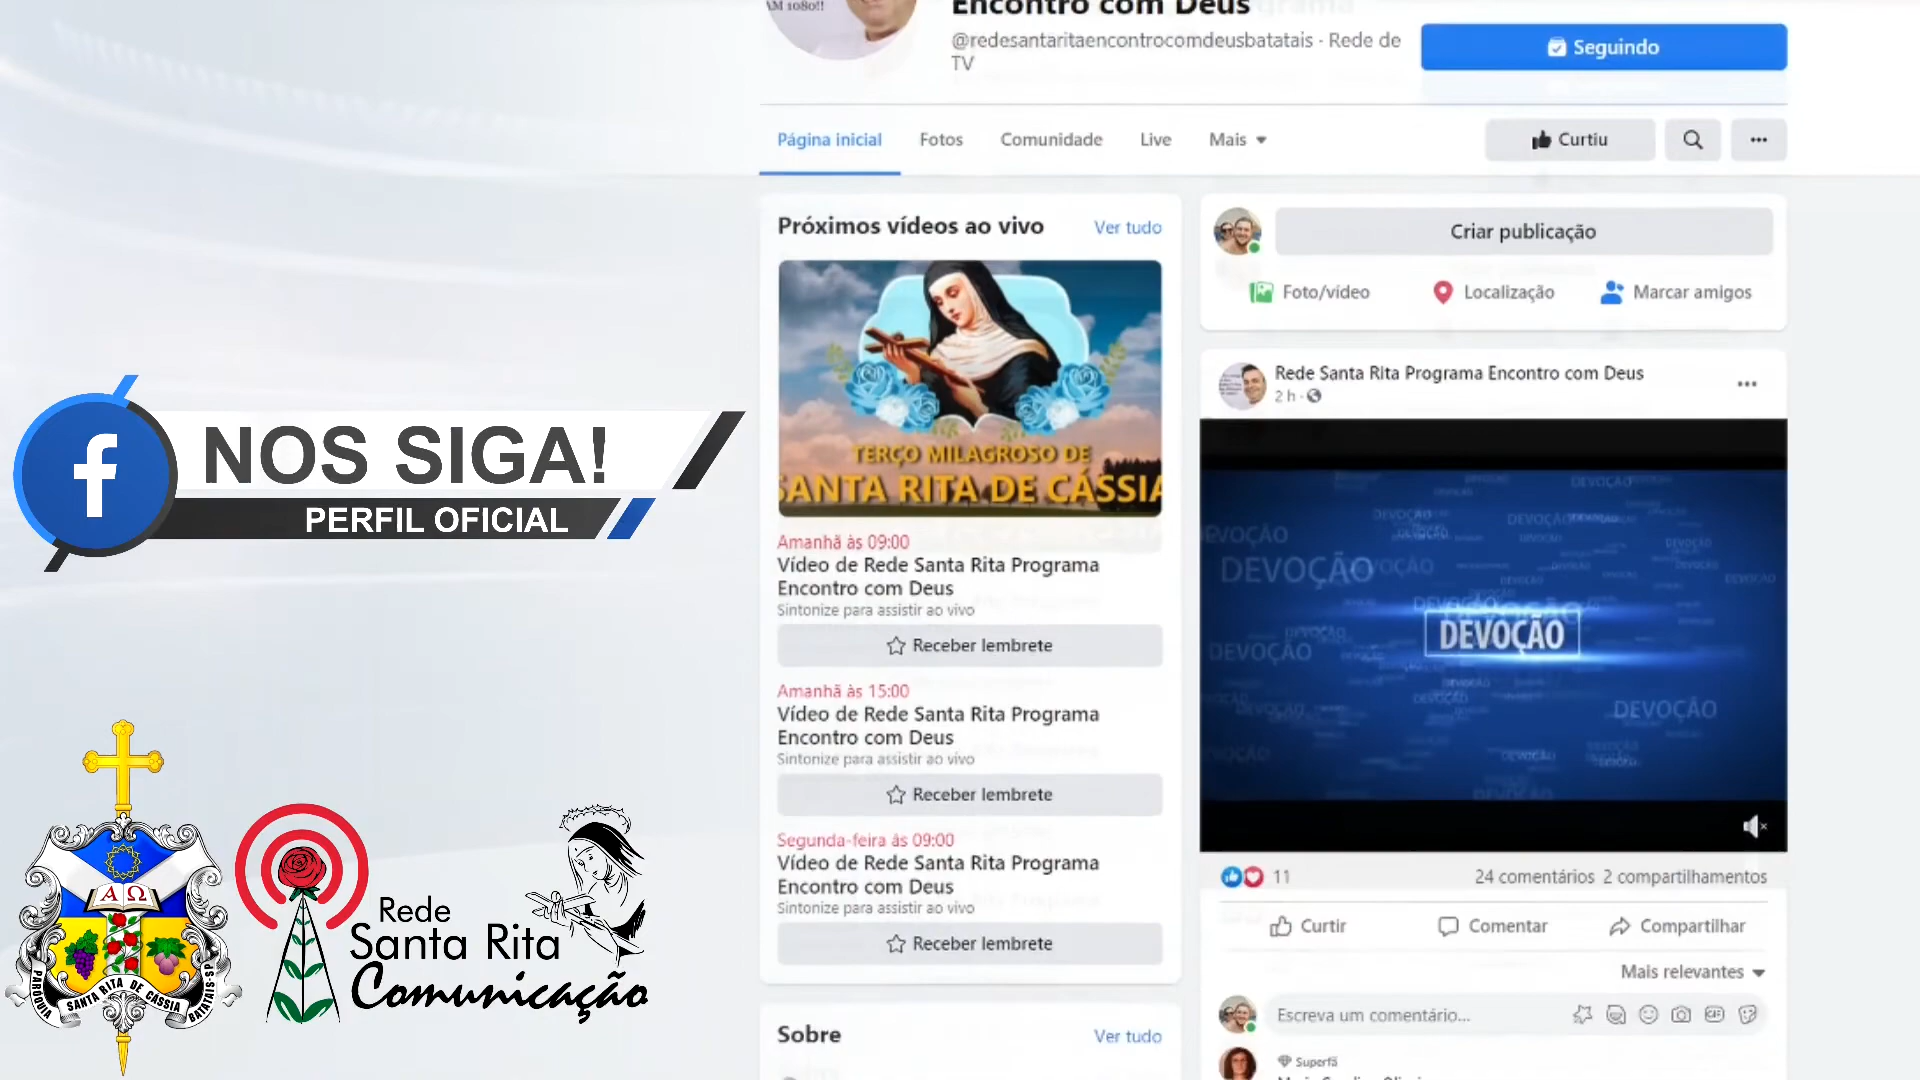 AM 1080!!
Encontro com Deus
@redesantaritaencontrocomdeusbatatais · Rede de
TV
Seguindo
Página inicial
Fotos
Comunidade
Live
Mais
Curtiu
Próximos vídeos ao vivo
Ver tudo
TERÇO MILAGROSO DE
SANTA RITA DE CÁSSIA
Amanhã às 09:00
Vídeo de Rede Santa Rita Programa
Encontro com Deus
Sintonize para assistir ao vivo
Receber lembrete
Amanhã às 15:00
Vídeo de Rede Santa Rita Programa
Encontro com Deus
Sintonize para assistir ao vivo
Receber lembrete
Segunda-feira às 09:00
Vídeo de Rede Santa Rita Programa
Encontro com Deus
Sintonize para assistir ao vivo
Receber lembrete
Sobre
Ver tudo
Criar publicação
Foto/vídeo
Localização
Marcar amigos
Rede Santa Rita Programa Encontro com Deus
2 h ·
DEVOÇÃO
DEVOÇÃO
DEVOÇÃO
DEVOÇÃO
DEVOÇÃO
11
24 comentários 2 compartilhamentos
Curtir
Comentar
Compartilhar
Mais relevantes
Escreva um comentário...
GIF
Superfã
f
NOS SIGA!
PERFIL OFICIAL
Α Ω
PARÓQUIA SANTA RITA DE CÁSSIA BATATAIS-SP
Rede
Santa Rita
Comunicação